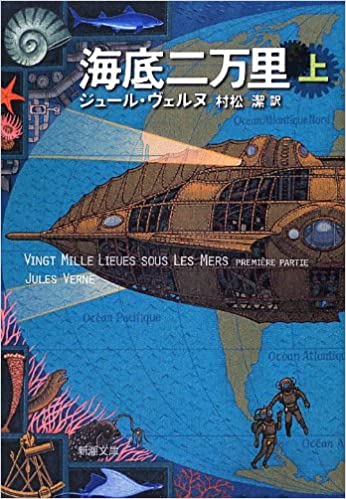 海底二万里 上
ジュール・ヴェルヌ 村松 潔 訳
Océan Atlantique Nord
VINGT MILLE LIEUES SOUS LES MERS PREMIÈRE PARTIE
JULES VERNE
Océan Pacifique
Océan Atlantique
Océan A
新潮文庫